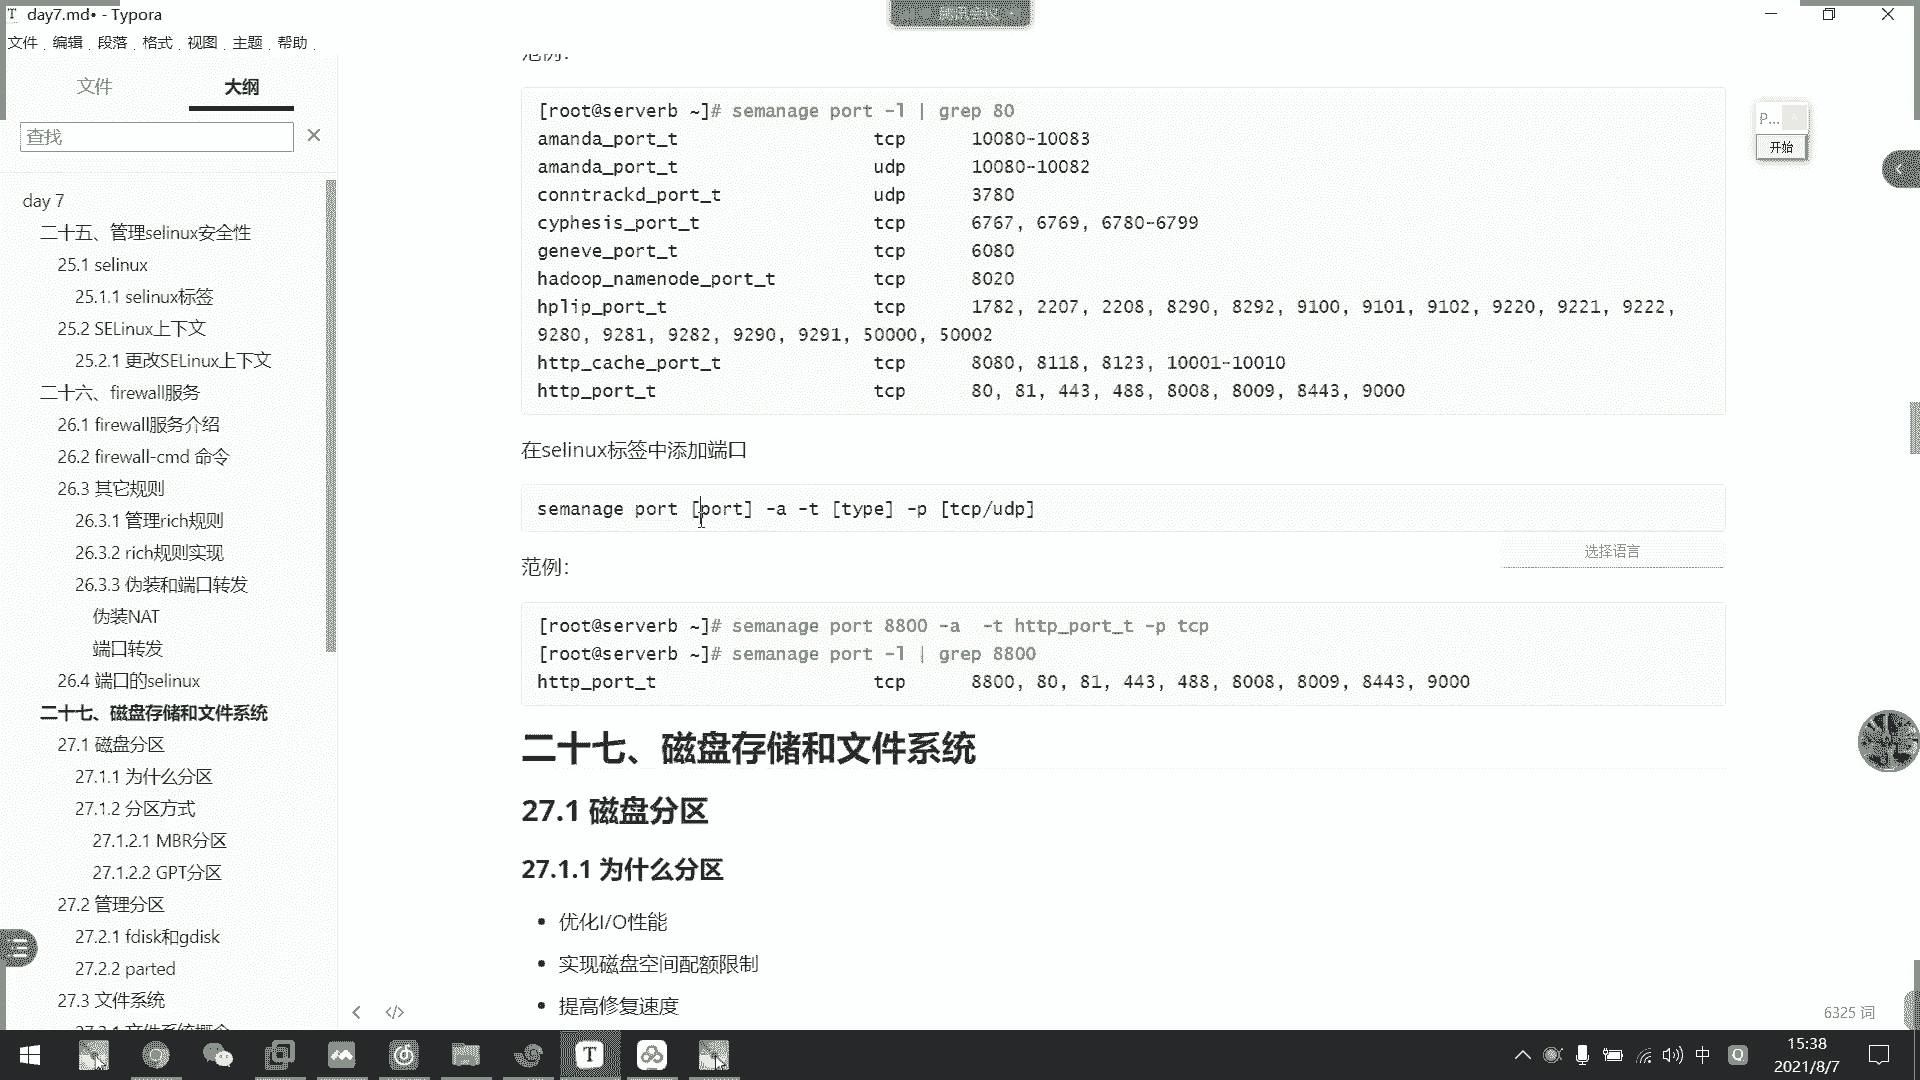 day7.md• - Typora
腾讯会议
文件 编辑 段落 格式 视图 主题 帮助
文件
大纲
查找
day 7
二十五、管理selinux安全性
25.1 selinux
25.1.1 selinux标签
25.2 SELinux上下文
25.2.1 更改SELinux上下文
二十六、firewall服务
26.1 firewall服务介绍
26.2 firewall-cmd 命令
26.3 其它规则
26.3.1 管理rich规则
26.3.2 rich规则实现
26.3.3 伪装和端口转发
伪装NAT
端口转发
26.4 端口的selinux
二十七、磁盘存储和文件系统
27.1 磁盘分区
27.1.1 为什么分区
27.1.2 分区方式
27.1.2.1 MBR分区
27.1.2.2 GPT分区
27.2 管理分区
27.2.1 fdisk和gdisk
27.2.2 parted
27.3 文件系统
27.3.1 文件系统概念
范例：
[root@serverb ~]# semanage port -l | grep 80
amanda_port_t tcp 10080-10083
amanda_port_t udp 10080-10082
conntrackd_port_t udp 3780
cyphesis_port_t tcp 6767, 6769, 6780-6799
geneve_port_t tcp 6080
hadoop_namenode_port_t tcp 8020
hplip_port_t tcp 1782, 2207, 2208, 8290, 8292, 9100, 9101, 9102, 9220, 9221, 9222,
9280, 9281, 9282, 9290, 9291, 50000, 50002
http_cache_port_t tcp 8080, 8118, 8123, 10001-10010
http_port_t tcp 80, 81, 443, 488, 8008, 8009, 8443, 9000
在selinux标签中添加端口
semanage port [port] -a -t [type] -p [tcp/udp]
选择语言
范例：
[root@serverb ~]# semanage port 8800 -a  -t http_port_t -p tcp
[root@serverb ~]# semanage port -l | grep 8800
http_port_t tcp 8800, 80, 81, 443, 488, 8008, 8009, 8443, 9000
二十七、磁盘存储和文件系统
27.1 磁盘分区
27.1.1 为什么分区
• 优化I/O性能
• 实现磁盘空间配额限制
• 提高修复速度
P...
开始
6325 词
中
15:38
2021/8/7